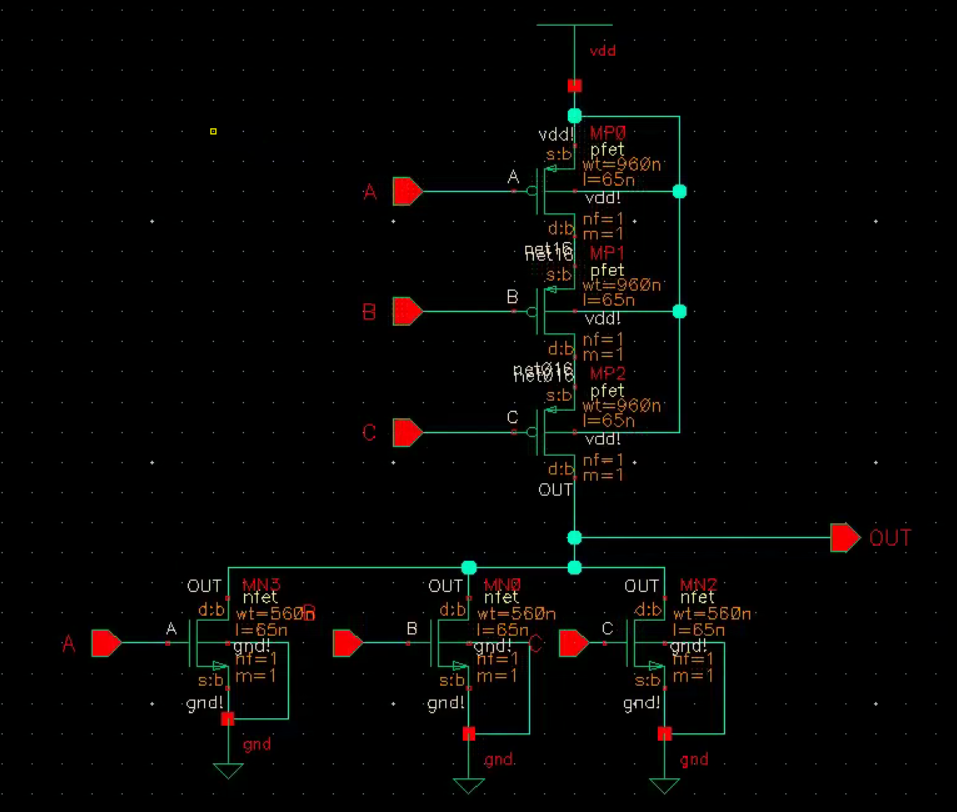 vdd
vdd!
MP0
pfet
s:b
wt=960n
A
A
l=65n
vdd!
nf=1
d:b
m=1
net16
net16
MP1
s:b
pfet
wt=960n
B
B
l=65n
vdd!
nf=1
d:b
m=1
net016
net016
MP2
s:b
pfet
wt=960n
C
C
l=65n
vdd!
nf=1
d:b
m=1
OUT
OUT
OUT MN3
nfet
d:b wt=560n
A
A
l=65n
gnd!
nf=1
s:b m=1
gnd!
gnd
OUT MN0
nfet
B
d:b wt=560n
B
l=65n
gnd!
nf=1
s:b m=1
gnd!
gnd
OUT MN2
nfet
d:b wt=560n
C
C
l=65n
gnd!
nf=1
s:b m=1
gnd!
gnd